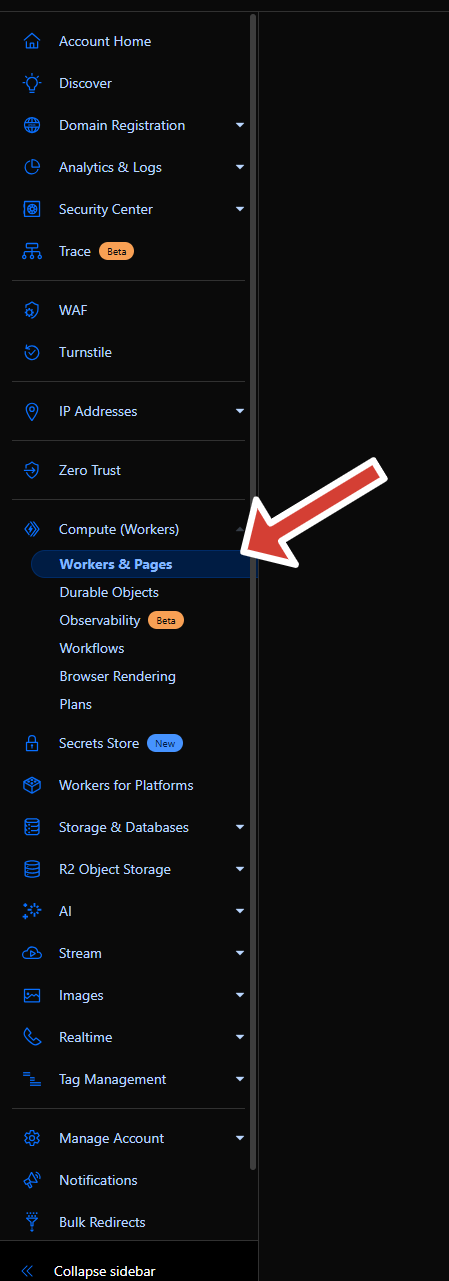 Account Home
Discover
Domain Registration
Analytics & Logs
Security Center
Trace Beta
WAF
Turnstile
IP Addresses
Zero Trust
Compute (Workers)
Workers & Pages
Durable Objects
Observability Beta
Workflows
Browser Rendering
Plans
Secrets Store New
Workers for Platforms
Storage & Databases
R2 Object Storage
AI
Stream
Images
Realtime
Tag Management
Manage Account
Notifications
Bulk Redirects
Collapse sidebar